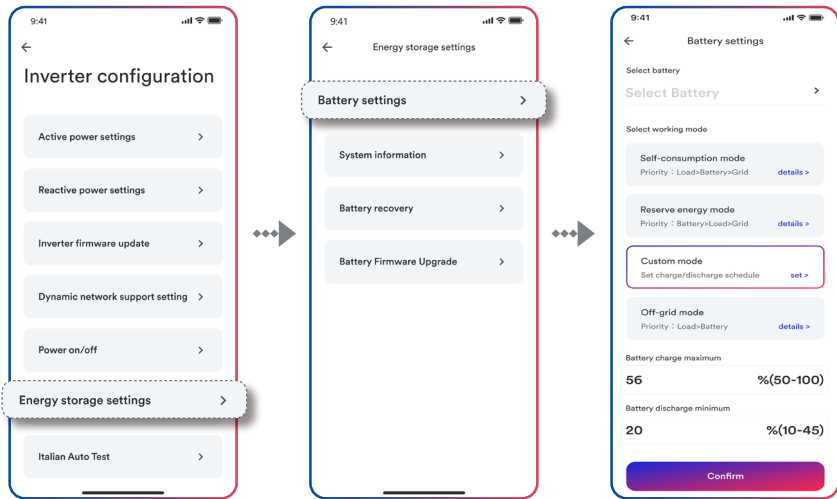 9:41
Inverter configuration
Active power settings
Reactive power settings
Inverter firmware update
Dynamic network support setting
Power on/off
Energy storage settings
Italian Auto Test
9:41
Energy storage settings
Battery settings
System information
Battery recovery
Battery Firmware Upgrade
9:41
Battery settings
Select battery
Select Battery
Select working mode
Self-consumption mode
Priority：Load>Battery>Grid details >
Reserve energy mode
Priority：Battery>Load>Grid details >
Custom mode
Set charge/discharge schedule set >
Off-grid mode
Priority：Load>Battery details >
Battery charge maximum
56 %(50-100)
Battery discharge minimum
20 %(10-45)
Confirm